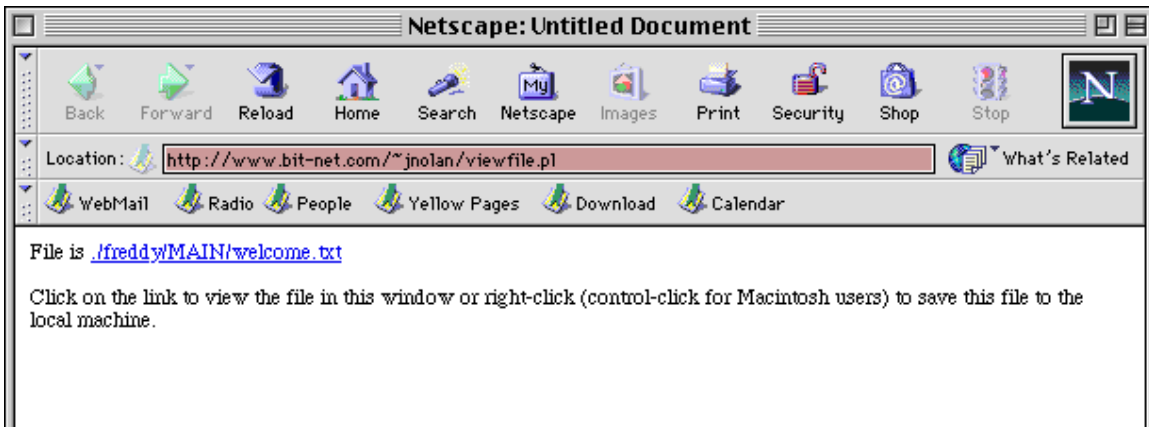 Netscape: Untitled Document
Back Forward Reload Home Search Netscape Images Print Security Shop Stop
My
N
Location: http://www.bit-net.com/~jnolan/viewfile.pl What's Related
WebMail Radio People Yellow Pages Download Calendar
File is ./freddy/MAIN/welcome.txt
Click on the link to view the file in this window or right-click (control-click for Macintosh users) to save this file to the
local machine.